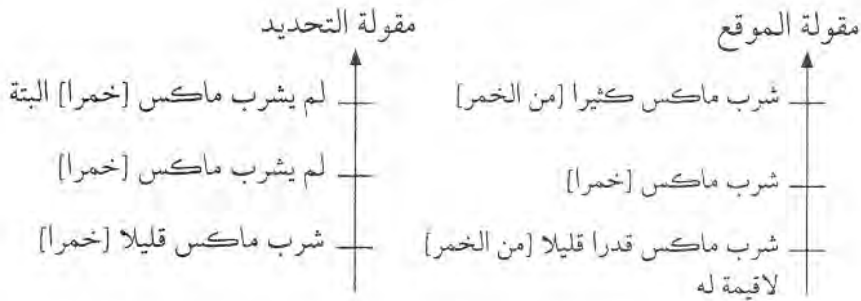 مقولة الموقع
شرب ماكس كثيرا [من الخمر]
شرب ماكس [خمرا]
شرب ماكس قدرا قليلا [من الخمر]
لاقيمة له
مقولة التحديد
لم يشرب ماكس [خمرا] البتة
لم يشرب ماكس [خمرا]
شرب ماكس قليلا [خمرا]